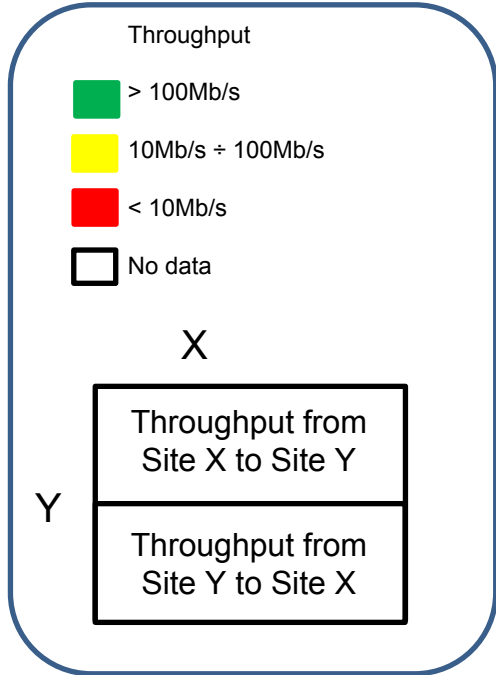 Throughput
> 100Mb/s
10Mb/s ÷ 100Mb/s
< 10Mb/s
No data
X
Throughput from
Site X to Site Y
Y
Throughput from
Site Y to Site X